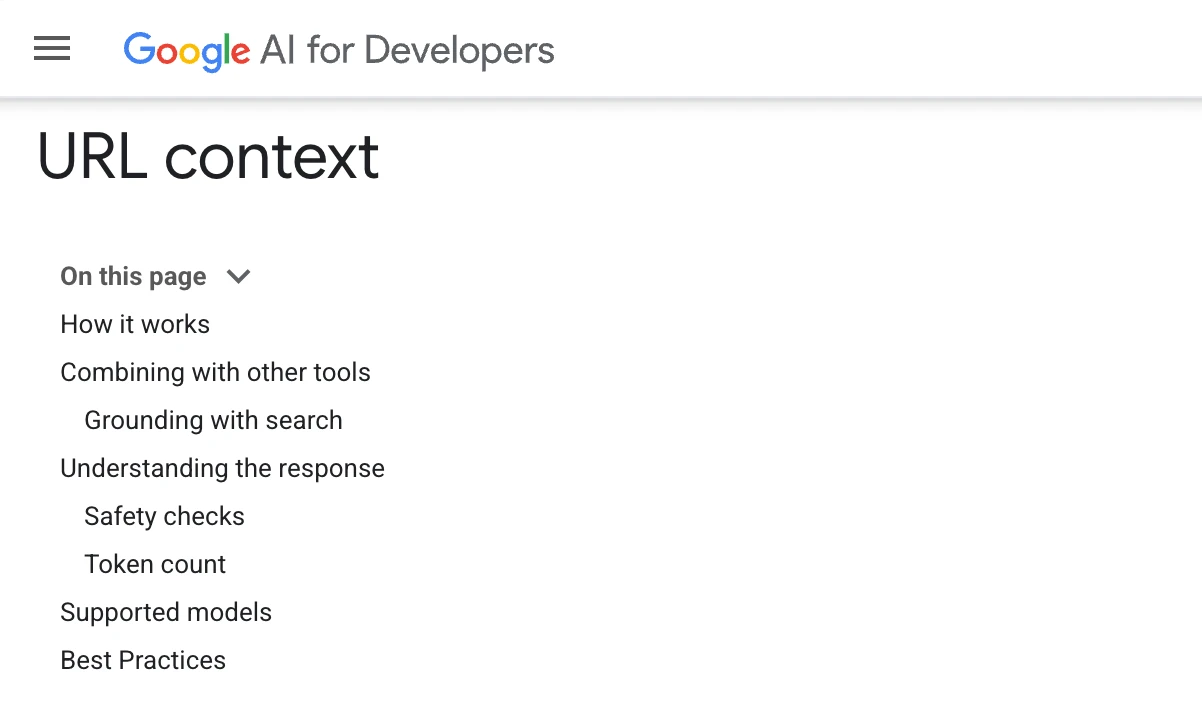 Google AI for Developers
URL context
On this page
How it works
Combining with other tools
Grounding with search
Understanding the response
Safety checks
Token count
Supported models
Best Practices